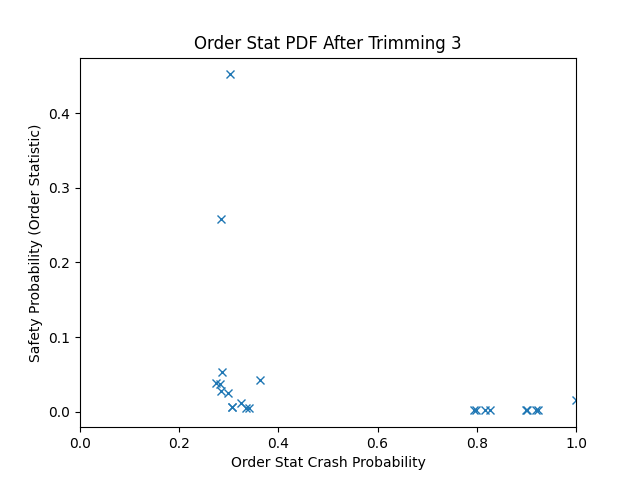 Order Stat PDF After Trimming 3
Safety Probability (Order Statistic)
0.4
0.3
0.2
0.1
0.0
0.0 0.2 0.4 0.6 0.8 1.0
Order Stat Crash Probability